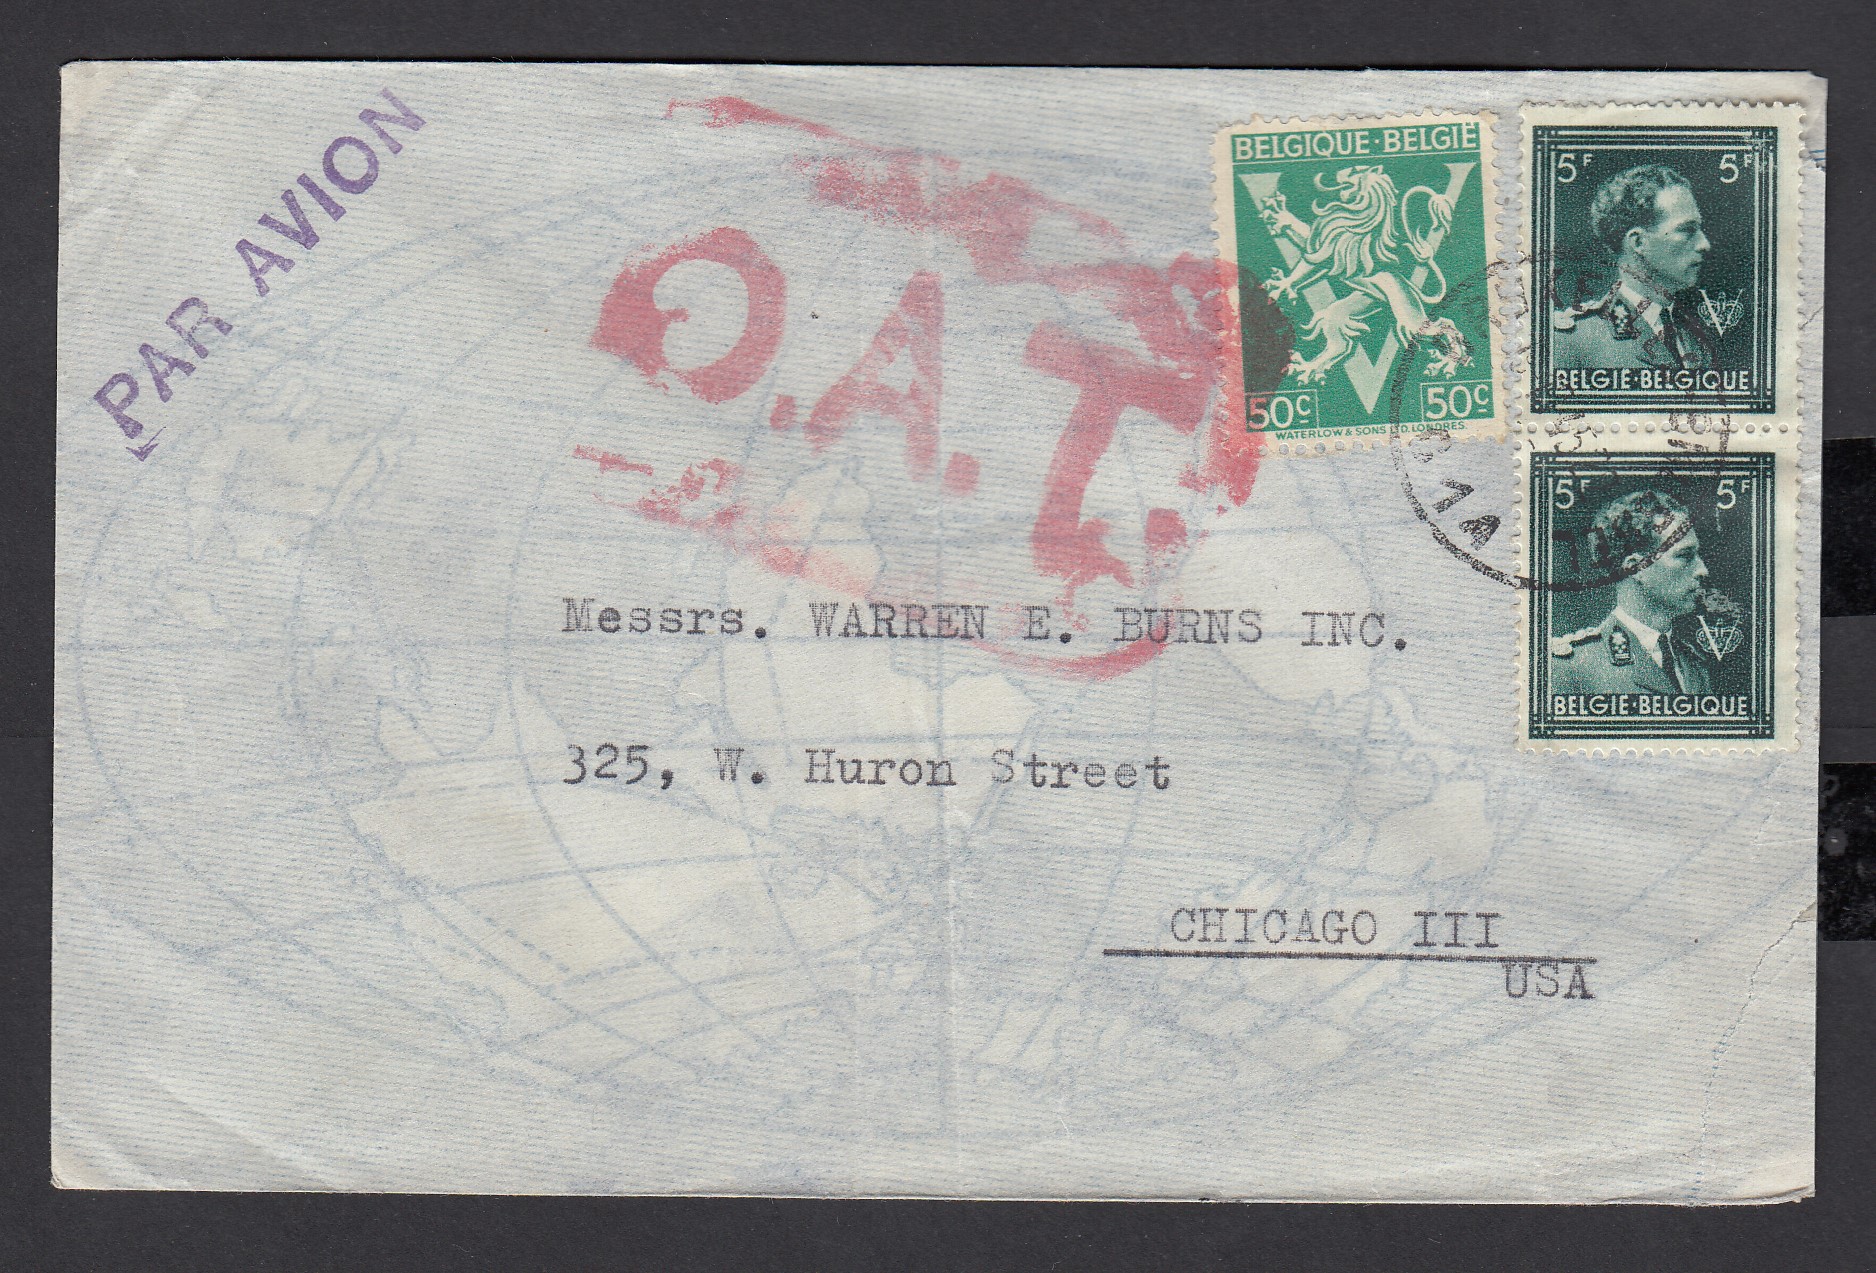 PAR AVION
O.A.T.
BELGIQUE·BELGIË
50c 50c
WATERLOW & SONS LTD. LONDRES.
5F 5F
BELGIE·BELGIQUE
5F 5F
BELGIE·BELGIQUE
Messrs. WARREN E. BURNS INC.
325, W. Huron Street
CHICAGO III
USA